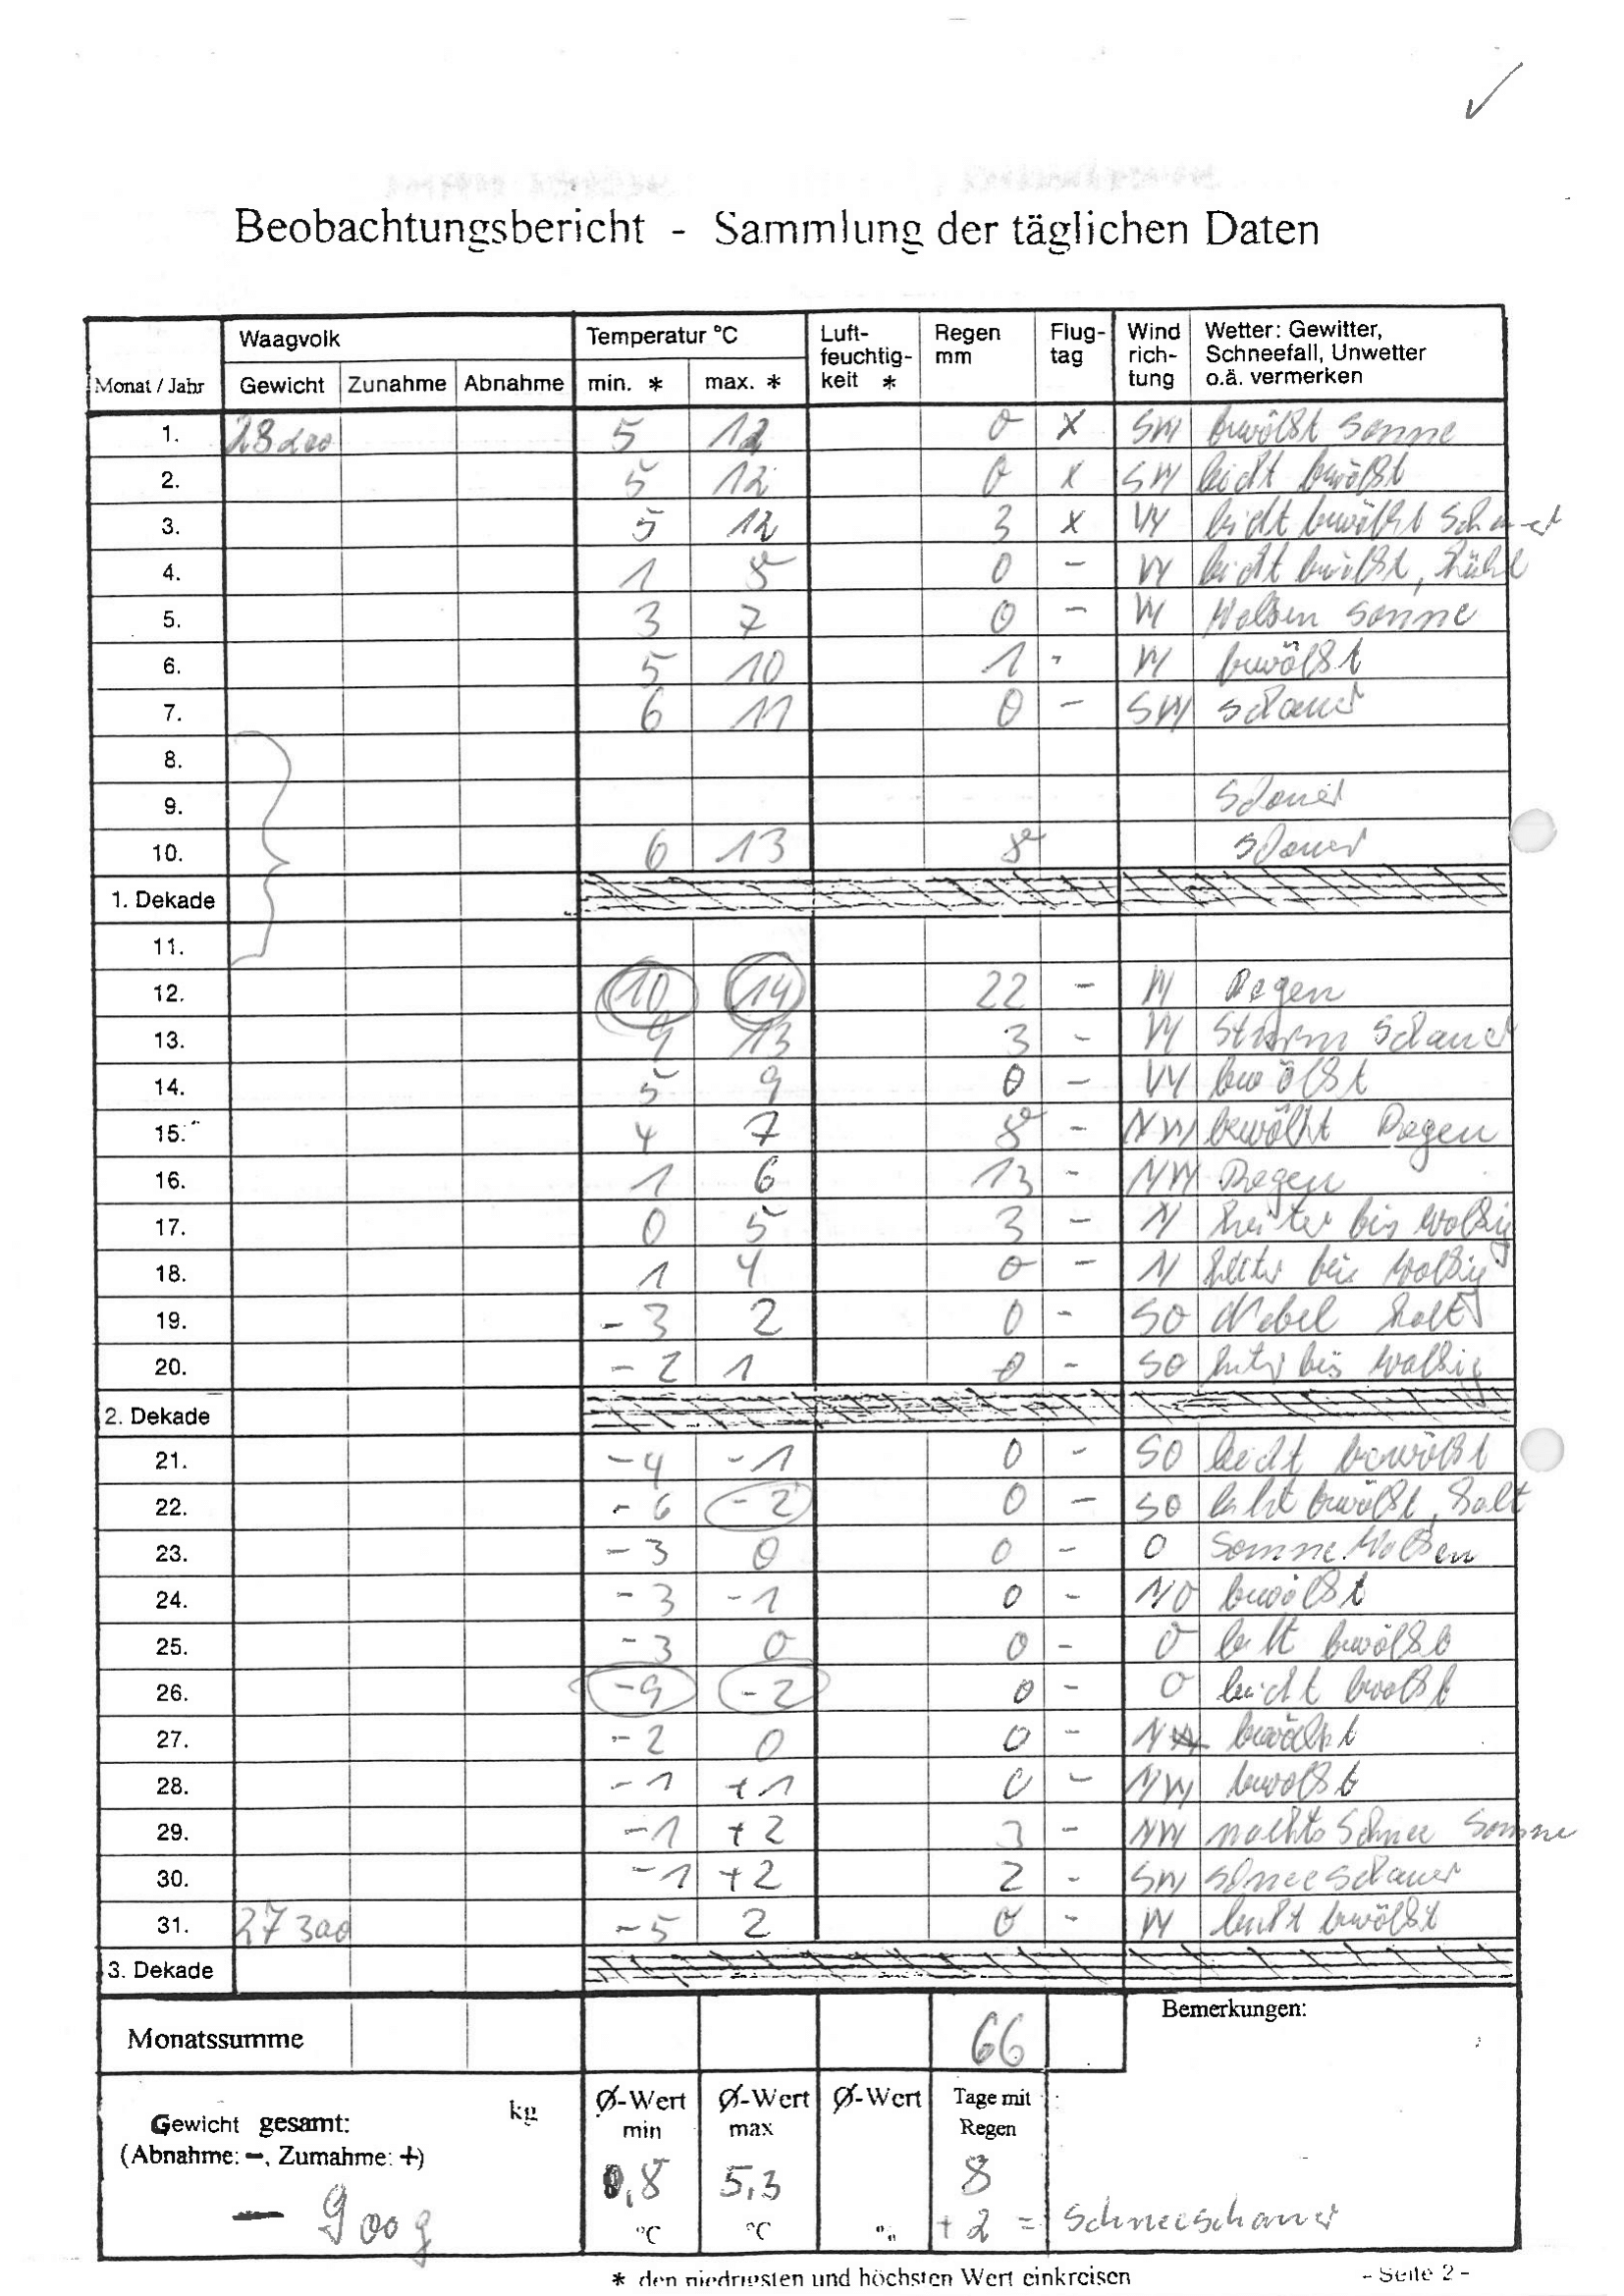 Beobachtungsbericht - Sammlung der täglichen Daten
Monat / Jahr Waagvolk Temperatur °C Luft-feuchtig-keit * Regen mm Flug-tag Wind rich-tung Wetter: Gewitter, Schneefall, Unwetter o.ä. vermerken
Gewicht Zunahme Abnahme min. * max. *
1. 28200 5 12 0 X SW bewölkt Sonne
2. 5 12 0 X SW leicht bewölkt
3. 5 12 3 X W leicht bewölkt Schauer
4. 1 8 0 - W leicht bewölkt, kühl
5. 3 7 0 - W Wolken Sonne
6. 5 10 1 - W bewölkt
7. 6 11 0 - SW Schauer
8.
9. Schauer
10. 6 13 8 Schauer
1. Dekade
11.
12. 10 14 22 - W Regen
13. 9 13 3 - W Sturm Schauer
14. 5 9 0 - W bewölkt
15. 4 7 8 - NW bewölkt Regen
16. 1 6 13 - NW Regen
17. 0 5 3 - N heiter bis wolkig
18. 1 4 0 - N heiter bis wolkig
19. -3 2 0 - SO Nebel kalt
20. -2 1 0 - SO heiter bis wolkig
2. Dekade
21. -4 -1 0 - SO leicht bewölkt
22. -6 -2 0 - SO leicht bewölkt, kalt
23. -3 0 0 - O Sonne Wolken
24. -3 -1 0 - NO bewölkt
25. -3 0 0 - O leicht bewölkt
26. -9 -2 0 - O leicht bewölkt
27. -2 0 0 - N bewölkt
28. -1 +1 0 - NW bewölkt
29. -1 +2 3 - NW nachts Schnee Sonne
30. -1 +2 2 - SW Schneeschauer
31. 27300 -5 2 0 - W leicht bewölkt
3. Dekade
Monatssumme 66 Bemerkungen:
Gewicht gesamt: kg Ø-Wert min Ø-Wert max Ø-Wert Tage mit Regen
(Abnahme: -, Zumahme: +)
- 900 g 0,8 °C 5,3 °C % 8
+ 2 = Schneeschauer
* den niedriesten und höchsten Wert einkreisen
- Seite 2 -